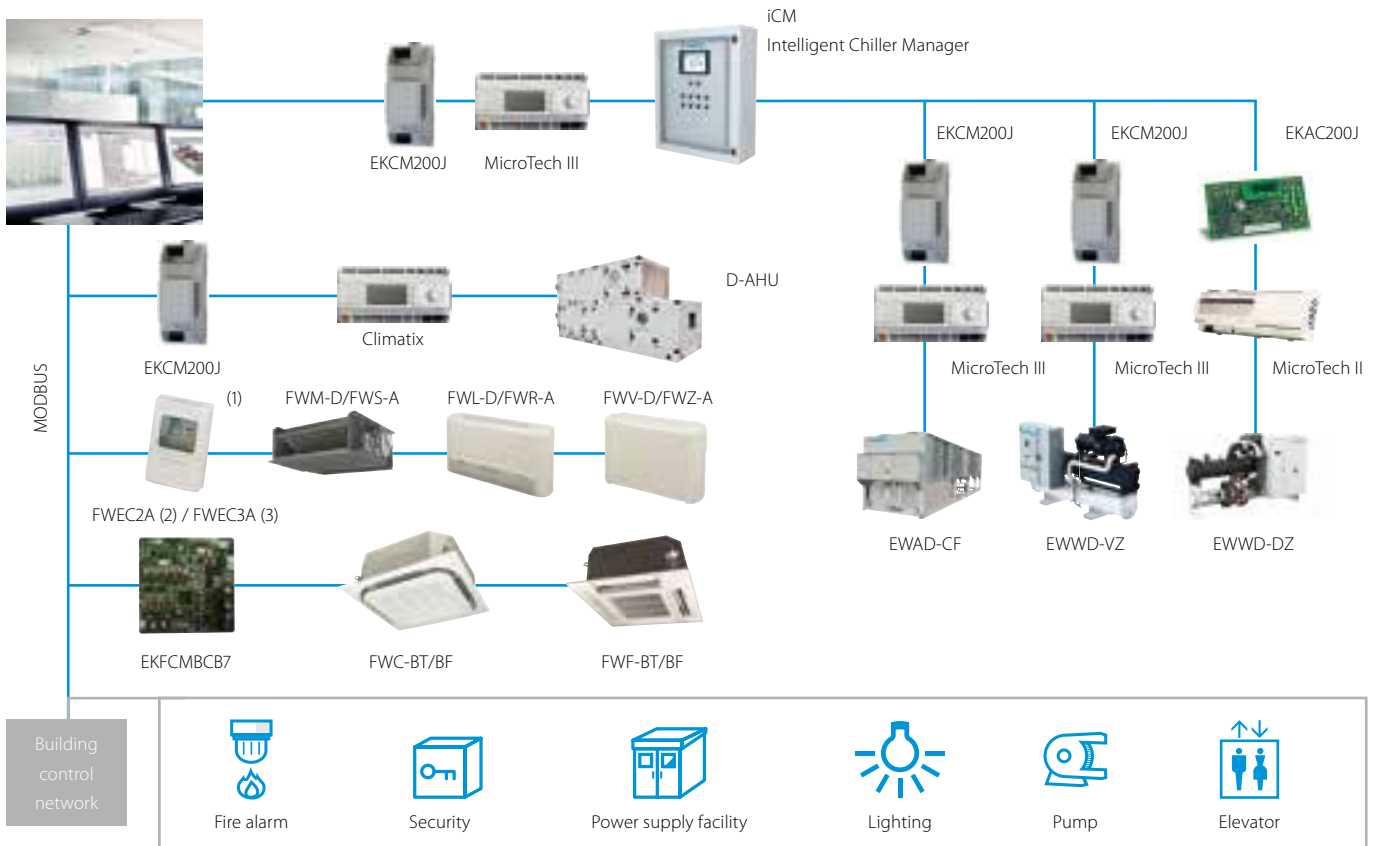 iCM
Intelligent Chiller Manager
EKCM200J
MicroTech III
EKCM200J
EKCM200J
EKAC200J
D-AHU
Climatix
EKCM200J
MicroTech III
MicroTech III
MicroTech II
MODBUS
(1)
FWM-D/FWS-A
FWL-D/FWR-A
FWV-D/FWZ-A
FWEC2A (2) / FWEC3A (3)
EWAD-CF
EWWD-VZ
EWWD-DZ
EKFCMBCB7
FWC-BT/BF
FWF-BT/BF
Building
control
network
Fire alarm
Security
Power supply facility
Lighting
Pump
Elevator